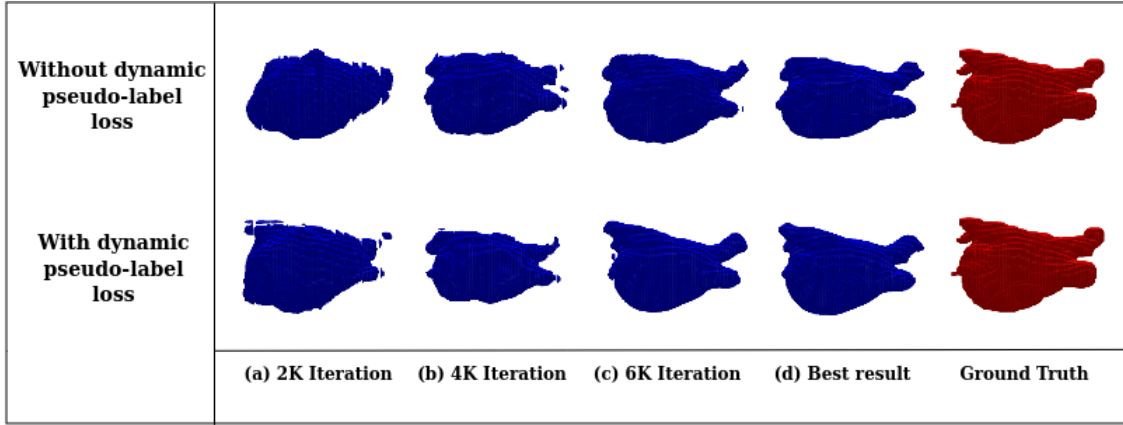 Without dynamic
pseudo-label
loss
With dynamic
pseudo-label
loss
(a) 2K Iteration
(b) 4K Iteration
(c) 6K Iteration
(d) Best result
Ground Truth